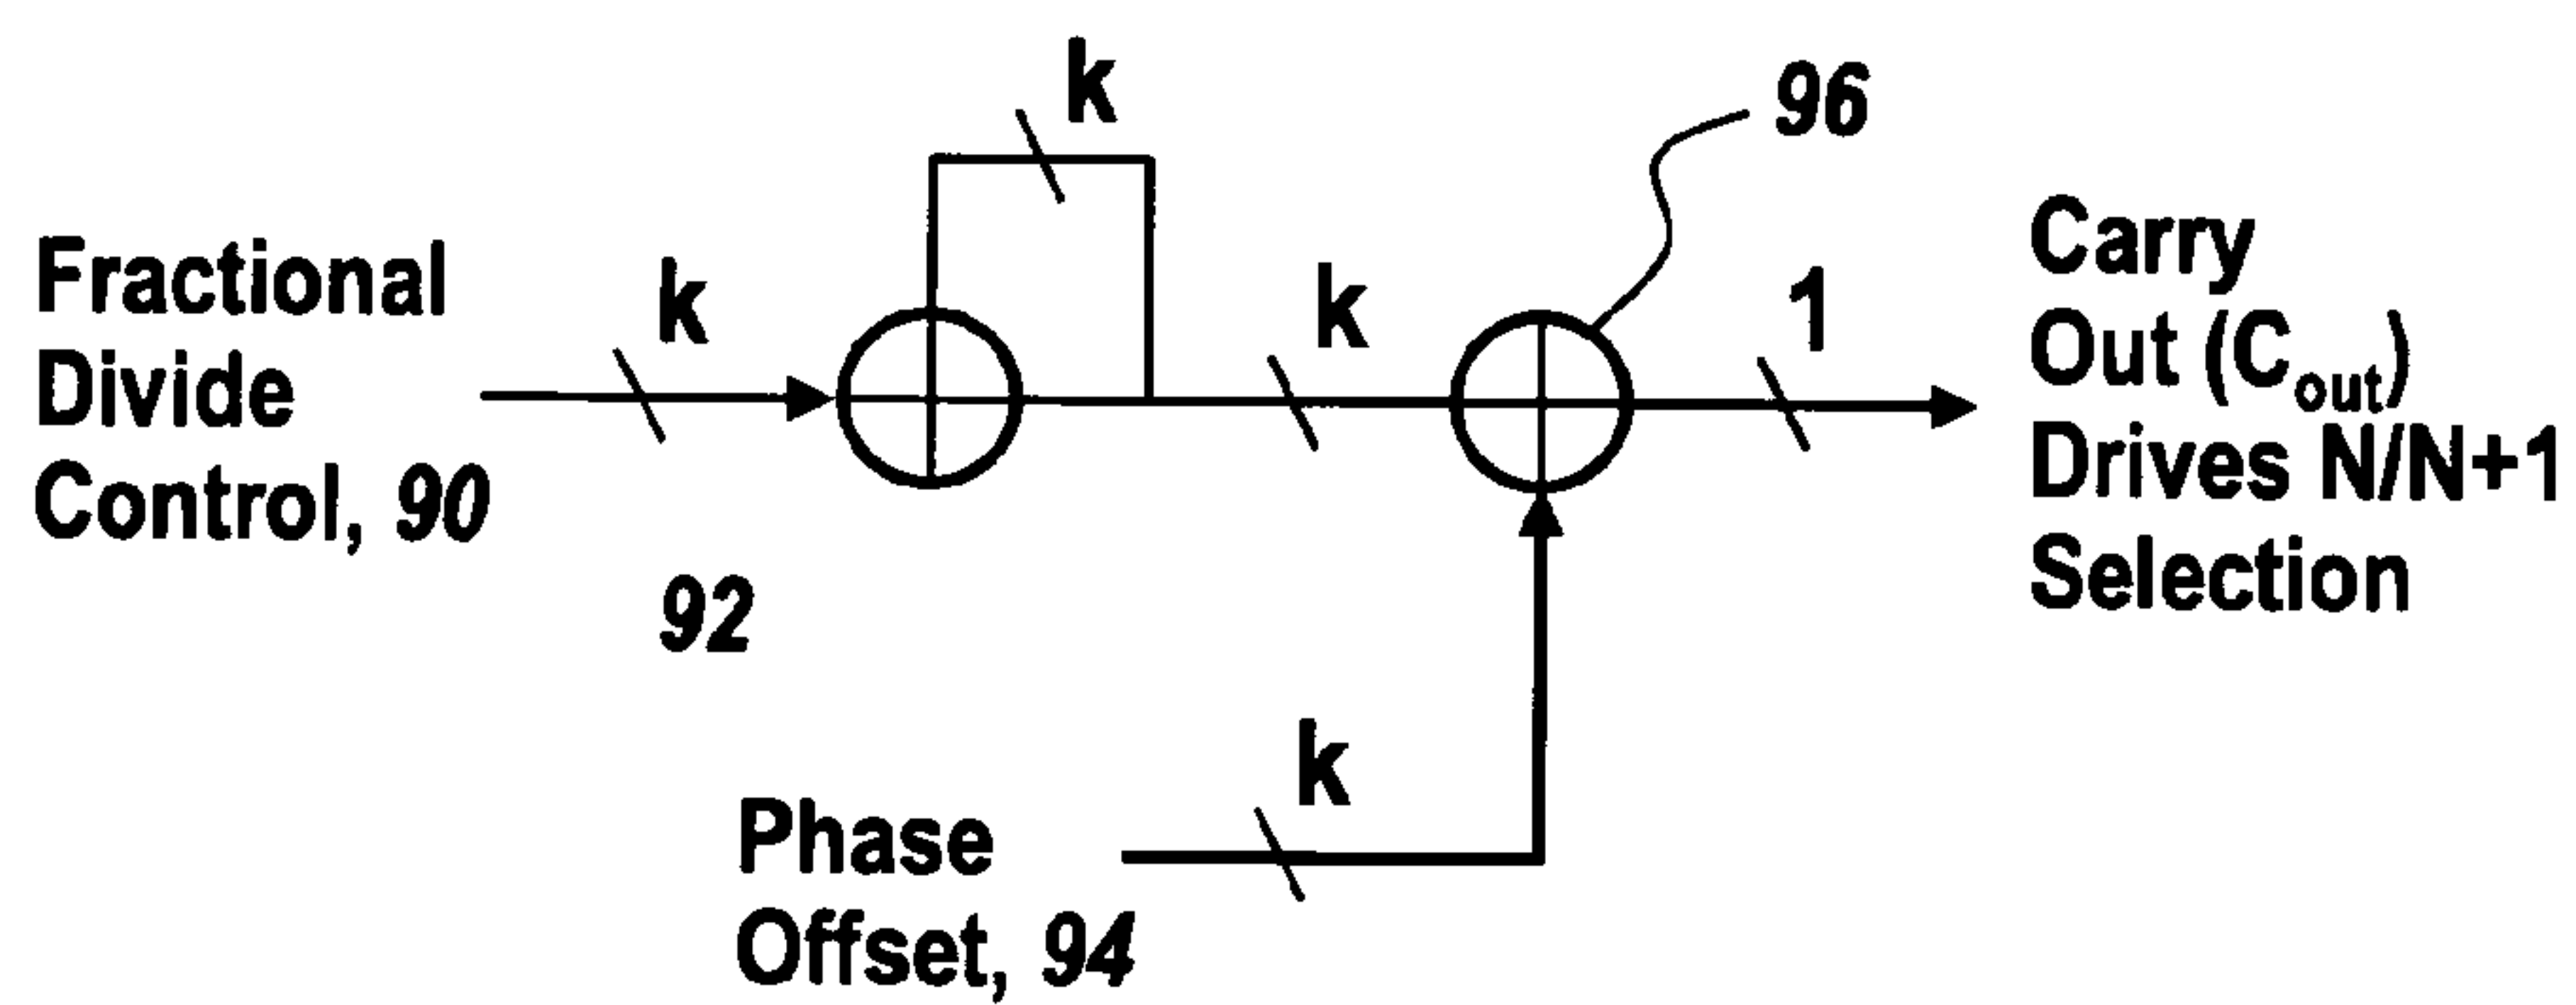 k
96
Fractional
Divide
Control, 90
k
k
1
Carry
Out (Cout)
Drives N/N+1
Selection
92
k
Phase
Offset, 94